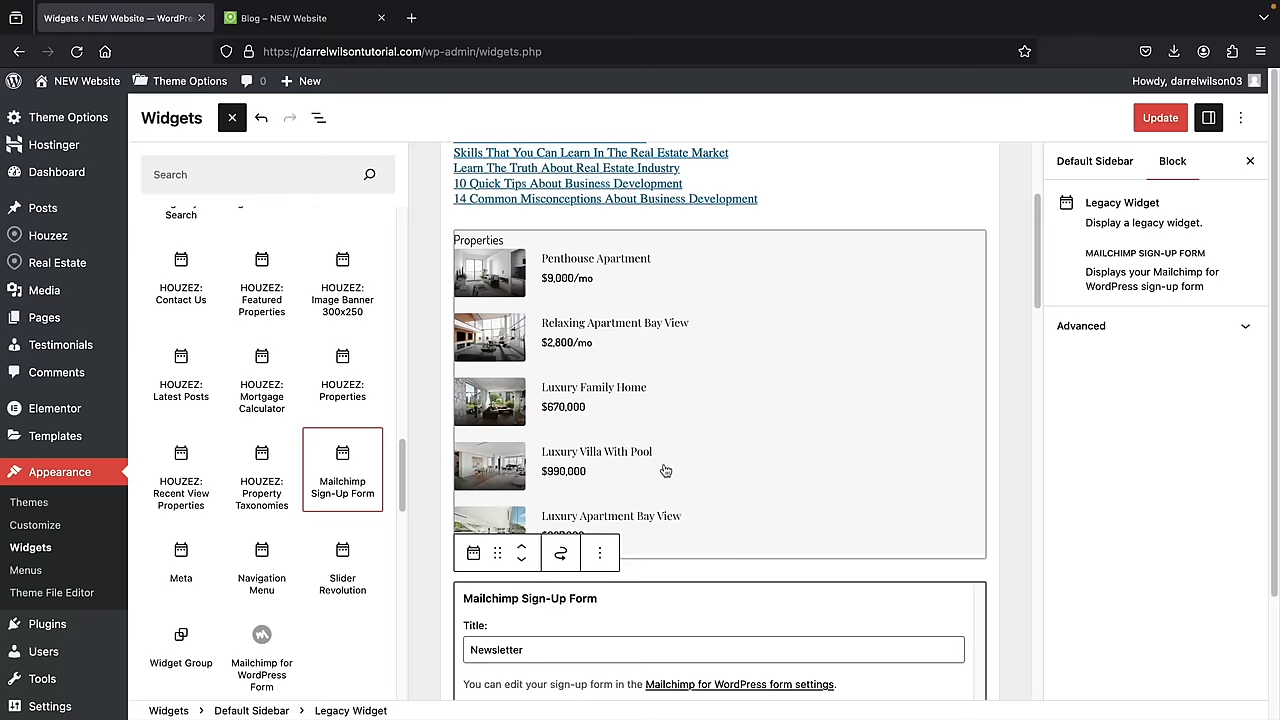 Widgets ‹ NEW Website — WordPre
Blog – NEW Website
https://darrelwilsontutorial.com/wp-admin/widgets.php
NEW Website
Theme Options
0
New
Howdy, darrelwilson03
Theme Options
Hostinger
Dashboard
Posts
Houzez
Real Estate
Media
Pages
Testimonials
Comments
Elementor
Templates
Appearance
Themes
Customize
Widgets
Menus
Theme File Editor
Plugins
Users
Tools
Settings
Widgets
Update
Search
Search
HOUZEZ:
Contact Us
HOUZEZ:
Featured
Properties
HOUZEZ:
Image Banner
300x250
HOUZEZ:
Latest Posts
HOUZEZ:
Mortgage
Calculator
HOUZEZ:
Properties
HOUZEZ:
Recent View
Properties
HOUZEZ:
Property
Taxonomies
Mailchimp
Sign-Up Form
Meta
Navigation
Menu
Slider
Revolution
Widget Group
Mailchimp for
WordPress
Form
Skills That You Can Learn In The Real Estate Market
Learn The Truth About Real Estate Industry
10 Quick Tips About Business Development
14 Common Misconceptions About Business Development
Properties
Penthouse Apartment
$9,000/mo
Relaxing Apartment Bay View
$2,800/mo
Luxury Family Home
$670,000
Luxury Villa With Pool
$990,000
Luxury Apartment Bay View
Mailchimp Sign-Up Form
Title:
Newsletter
You can edit your sign-up form in the Mailchimp for WordPress form settings.
Default Sidebar
Block
Legacy Widget
Display a legacy widget.
MAILCHIMP SIGN-UP FORM
Displays your Mailchimp for
WordPress sign-up form
Advanced
Widgets > Default Sidebar > Legacy Widget